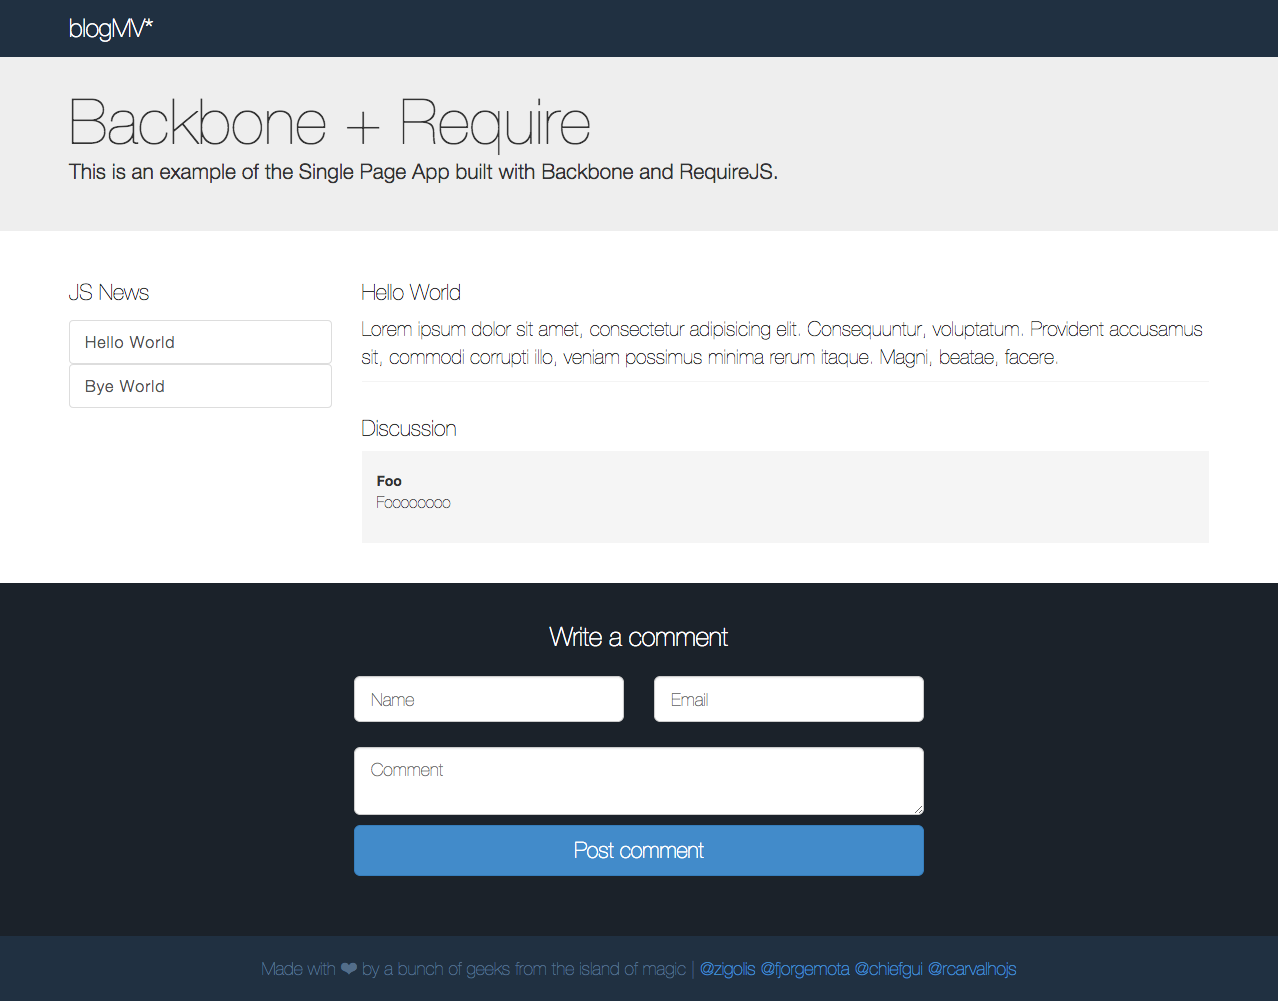 blogMV*
Backbone + Require
This is an example of the Single Page App built with Backbone and RequireJS.
JS News
Hello World
Bye World
Hello World
Lorem ipsum dolor sit amet, consectetur adipisicing elit. Consequuntur, voluptatum. Provident accusamus
sit, commodi corrupti illo, veniam possimus minima rerum itaque. Magni, beatae, facere.
Discussion
Foo
Foooooooo
Write a comment
Name
Email
Comment
Post comment
Made with ❤ by a bunch of geeks from the island of magic | @zigolis @fjorgemota @chiefgui @rcarvalhojs